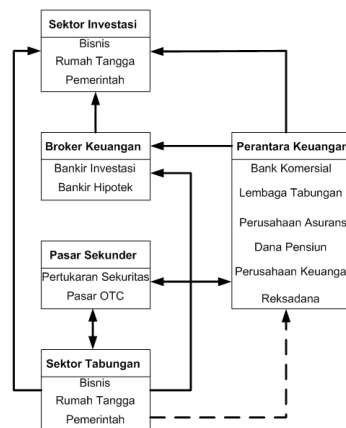 Sektor Investasi
Bisnis
Rumah Tangga
Pemerintah
Broker Keuangan
Bankir Investasi
Bankir Hipotek
Perantara Keuangan
Bank Komersial
Lembaga Tabungan
Perusahaan Asurans
Dana Pensiun
Perusahaan Keuanga
Reksadana
Pasar Sekunder
Pertukaran Sekuritas
Pasar OTC
Sektor Tabungan
Bisnis
Rumah Tangga
Pemerintah